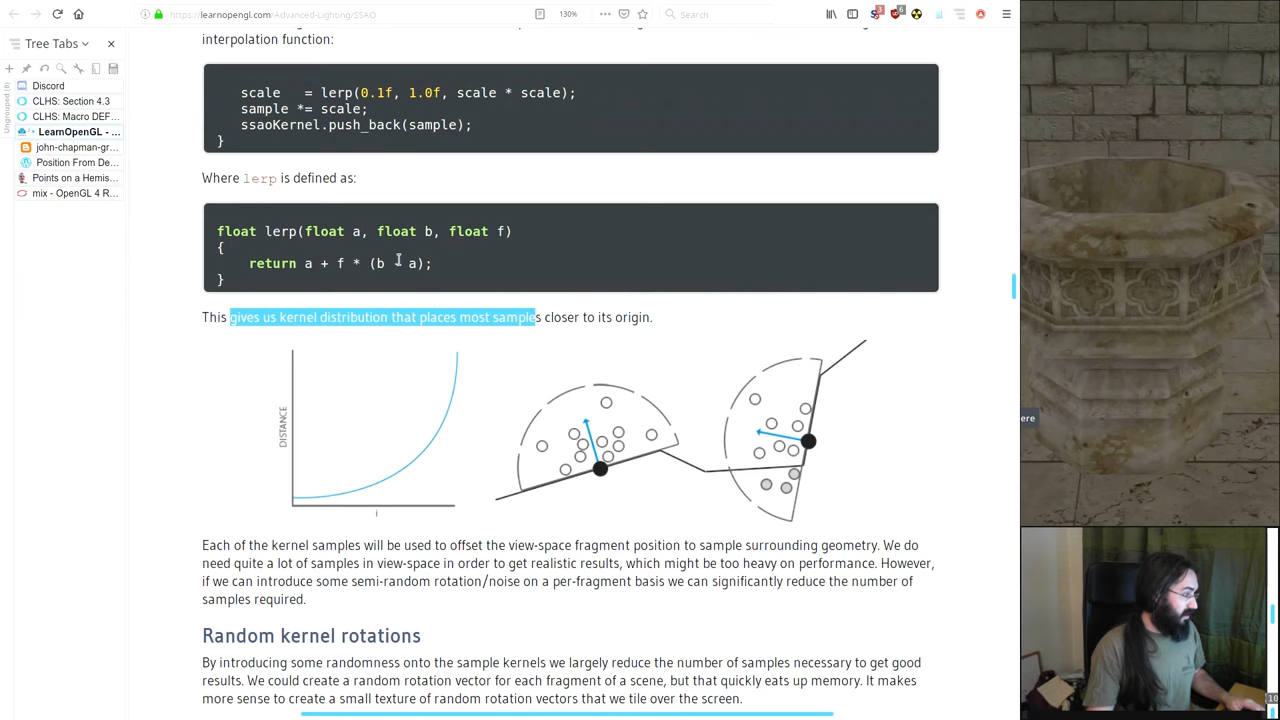 https://learnopengl.com/Advanced-Lighting/SSAO
130%
Search
3
6
Tree Tabs
Ungrouped (8)
Discord
CLHS: Section 4.3
CLHS: Macro DEF...
LearnOpenGL - ...
john-chapman-gr...
Position From De...
Points on a Hemis...
mix - OpenGL 4 R...
interpolation function:
scale   = lerp(0.1f, 1.0f, scale * scale);
sample *= scale;
ssaoKernel.push_back(sample);
}
Where lerp is defined as:
float lerp(float a, float b, float f)
{
return a + f * (b - a);
}
This gives us kernel distribution that places most samples closer to its origin.
DISTANCE
i
Each of the kernel samples will be used to offset the view-space fragment position to sample surrounding geometry. We do
need quite a lot of samples in view-space in order to get realistic results, which might be too heavy on performance. However,
if we can introduce some semi-random rotation/noise on a per-fragment basis we can significantly reduce the number of
samples required.
Random kernel rotations
By introducing some randomness onto the sample kernels we largely reduce the number of samples necessary to get good
results. We could create a random rotation vector for each fragment of a scene, but that quickly eats up memory. It makes
more sense to create a small texture of random rotation vectors that we tile over the screen.
ere